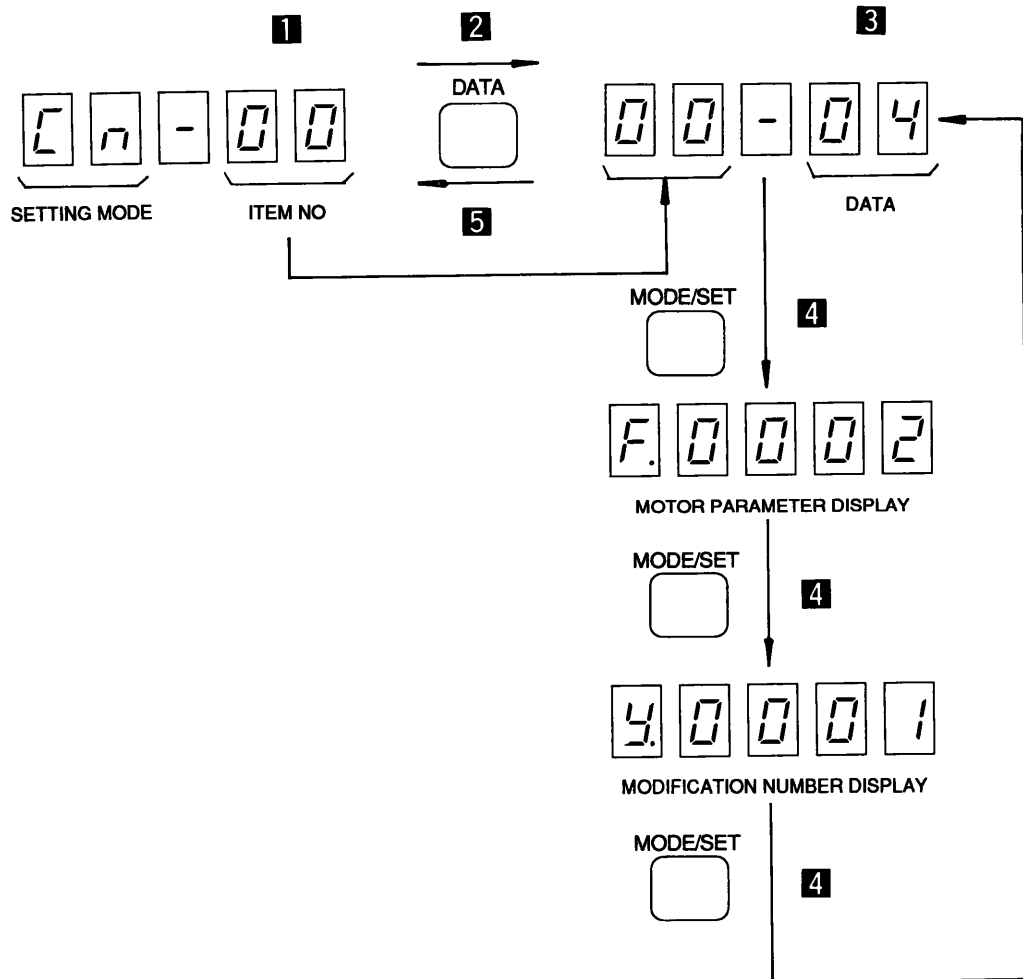 1 2 3
DATA
Cn-00
00-04
SETTING MODE
ITEM NO
5
DATA
MODE/SET
4
F.0002
MOTOR PARAMETER DISPLAY
MODE/SET
4
y.0001
MODIFICATION NUMBER DISPLAY
MODE/SET
4